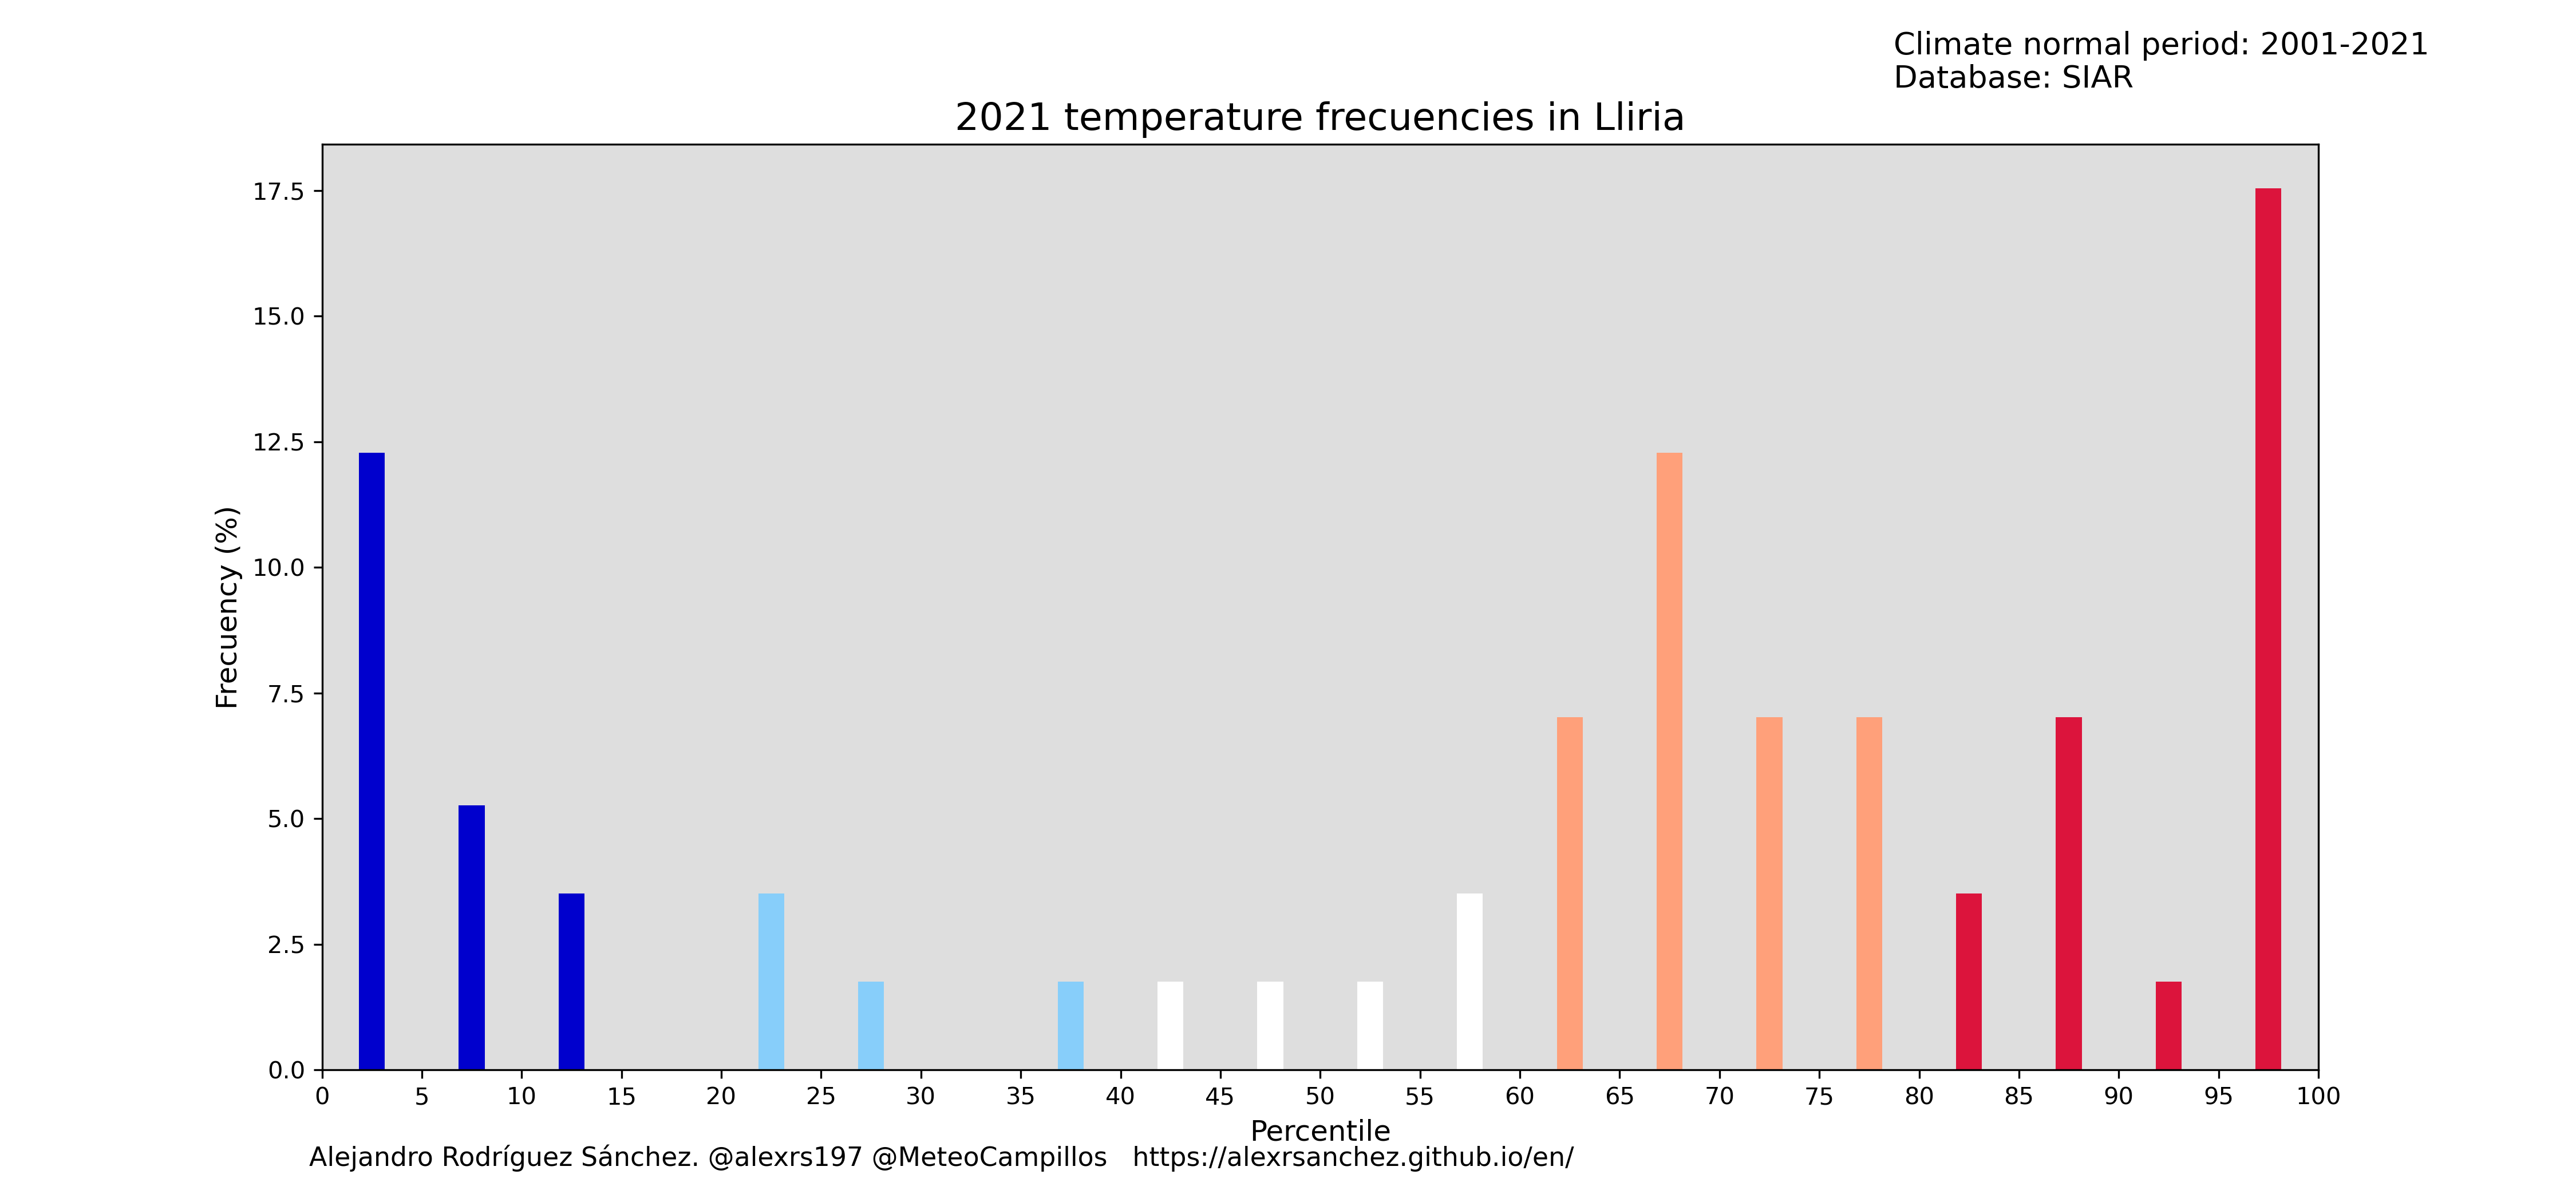 Climate normal period: 2001-2021
Database: SIAR
2021 temperature frecuencies in Lliria
17.5
15.0
12.5
10.0
7.5
5.0
2.5
0.0
Frecuency (%)
0 5 10 15 20 25 30 35 40 45 50 55 60 65 70 75 80 85 90 95 100
Percentile
Alejandro Rodríguez Sánchez. @alexrs197 @MeteoCampillos https://alexrsanchez.github.io/en/